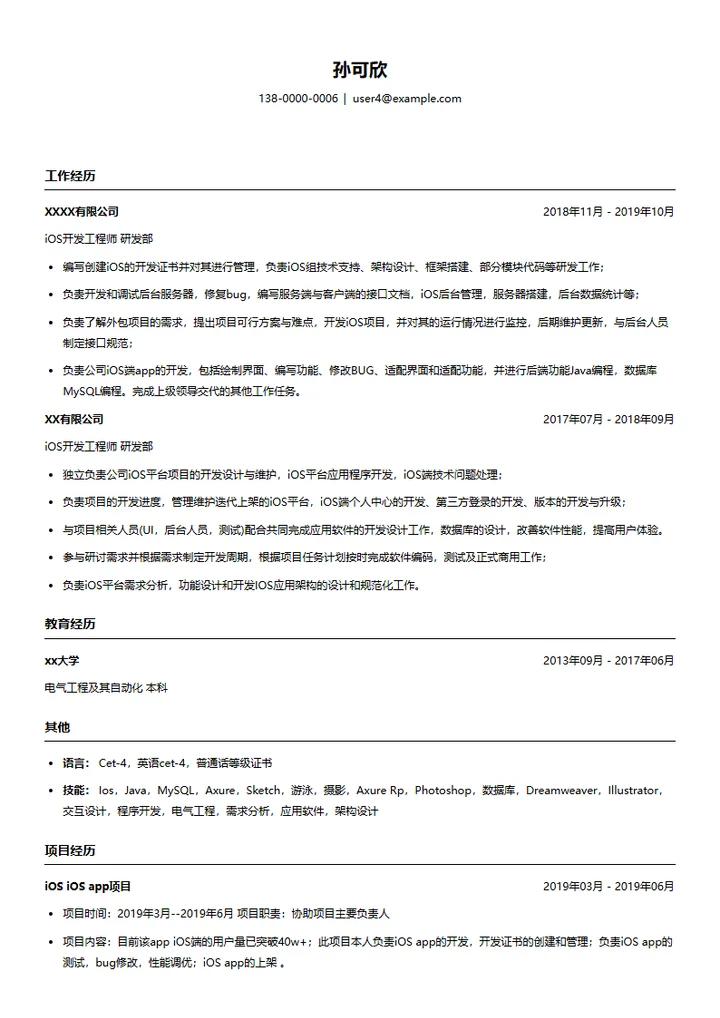 孙可欣
138-0000-0006 | user4@example.com
工作经历
XXXX有限公司 2018年11月 - 2019年10月
iOS开发工程师 研发部
• 编写创建iOS的开发证书并对其进行管理，负责iOS组技术支持、架构设计、框架搭建、部分模块代码等研发工作；
• 负责开发和调试后台服务器，修复bug，编写服务端与客户端的接口文档，iOS后台管理，服务器搭建，后台数据统计等；
• 负责了解外包项目的需求，提出项目可行方案与难点，开发iOS项目，并对其的运行情况进行监控，后期维护更新，与后台人员
制定接口规范；
• 负责公司iOS端app的开发，包括绘制界面、编写功能、修改BUG、适配界面和适配功能，并进行后端功能Java编程，数据库
MySQL编程。完成上级领导交代的其他工作任务。
XX有限公司 2017年07月 - 2018年09月
iOS开发工程师 研发部
• 独立负责公司iOS平台项目的开发设计与维护，iOS平台应用程序开发，iOS端技术问题处理；
• 负责项目的开发进度，管理维护迭代上架的iOS平台，iOS端个人中心的开发、第三方登录的开发、版本的开发与升级；
• 与项目相关人员(UI，后台人员，测试)配合共同完成应用软件的开发设计工作，数据库的设计，改善软件性能，提高用户体验。
• 参与研讨需求并根据需求制定开发周期，根据项目任务计划按时完成软件编码，测试及正式商用工作；
• 负责iOS平台需求分析，功能设计和开发IOS应用架构的设计和规范化工作。
教育经历
xx大学 2013年09月 - 2017年06月
电气工程及其自动化 本科
其他
• 语言： Cet-4，英语cet-4，普通话等级证书
• 技能： Ios，Java，MySQL，Axure，Sketch，游泳，摄影，Axure Rp，Photoshop，数据库，Dreamweaver，Illustrator，
交互设计，程序开发，电气工程，需求分析，应用软件，架构设计
项目经历
iOS iOS app项目 2019年03月 - 2019年06月
• 项目时间：2019年3月--2019年6月 项目职责：协助项目主要负责人
• 项目内容：目前该app iOS端的用户量已突破40w+；此项目本人负责iOS app的开发，开发证书的创建和管理；负责iOS app的
测试，bug修改，性能调优；iOS app的上架 。